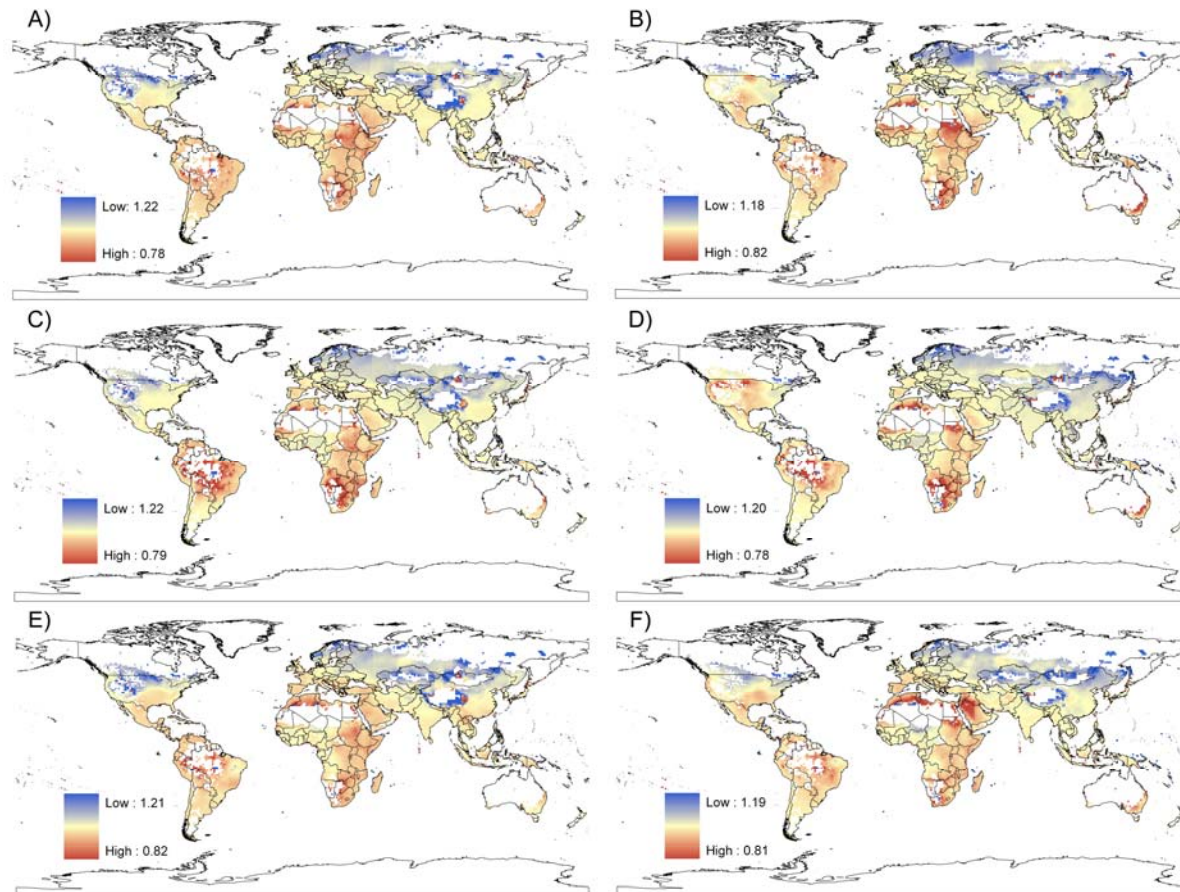 A)
Low : 1.22
High : 0.78
B)
Low : 1.18
High : 0.82
C)
Low : 1.22
High : 0.79
D)
Low : 1.20
High : 0.78
E)
Low : 1.21
High : 0.82
F)
Low : 1.19
High : 0.81